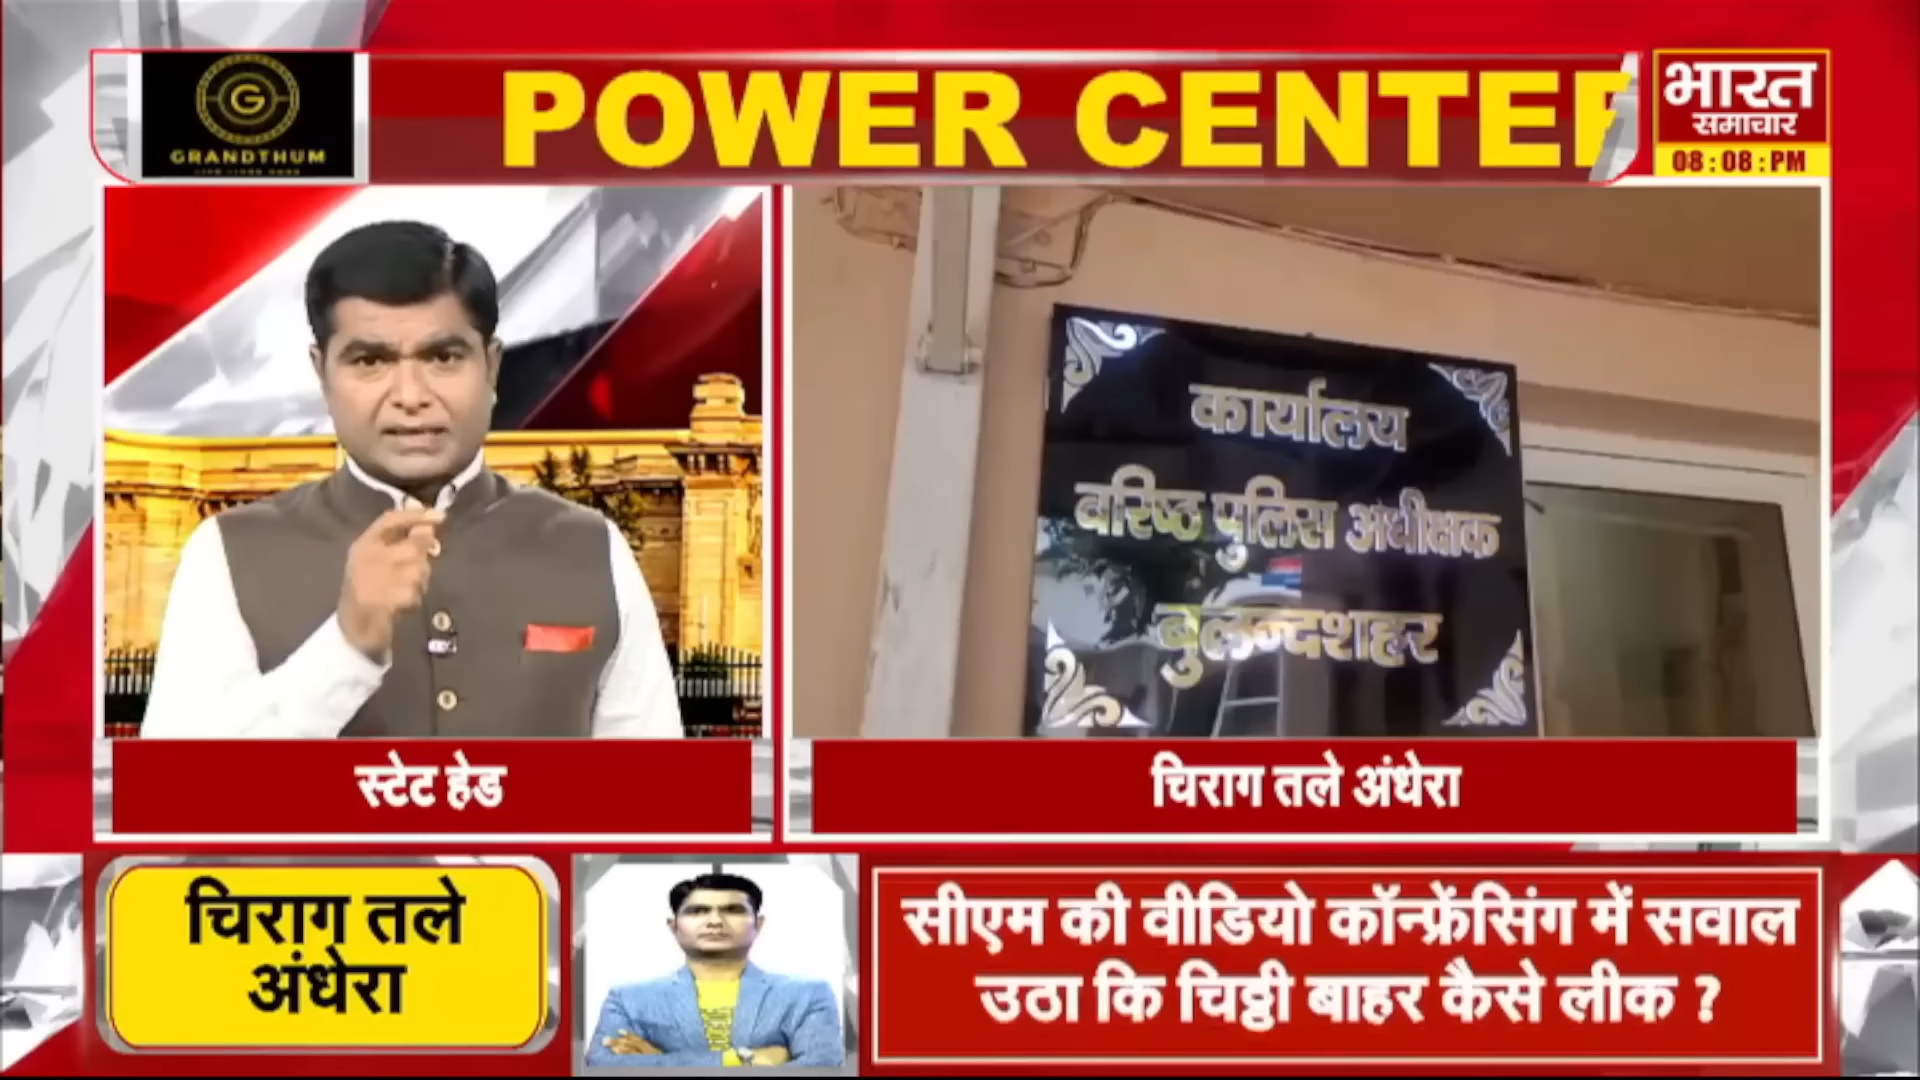 GRANDTHUM
POWER CENTER
भारत
समाचार
08:08:PM
कार्यालय
वरिष्ठ पुलिस अधीक्षक
बुलन्दशहर
स्टेट हेड
चिराग तले अंधेरा
चिराग तले
अंधेरा
सीएम की वीडियो कॉन्फ्रेंसिंग में सवाल
उठा कि चिठ्ठी बाहर कैसे लीक ?